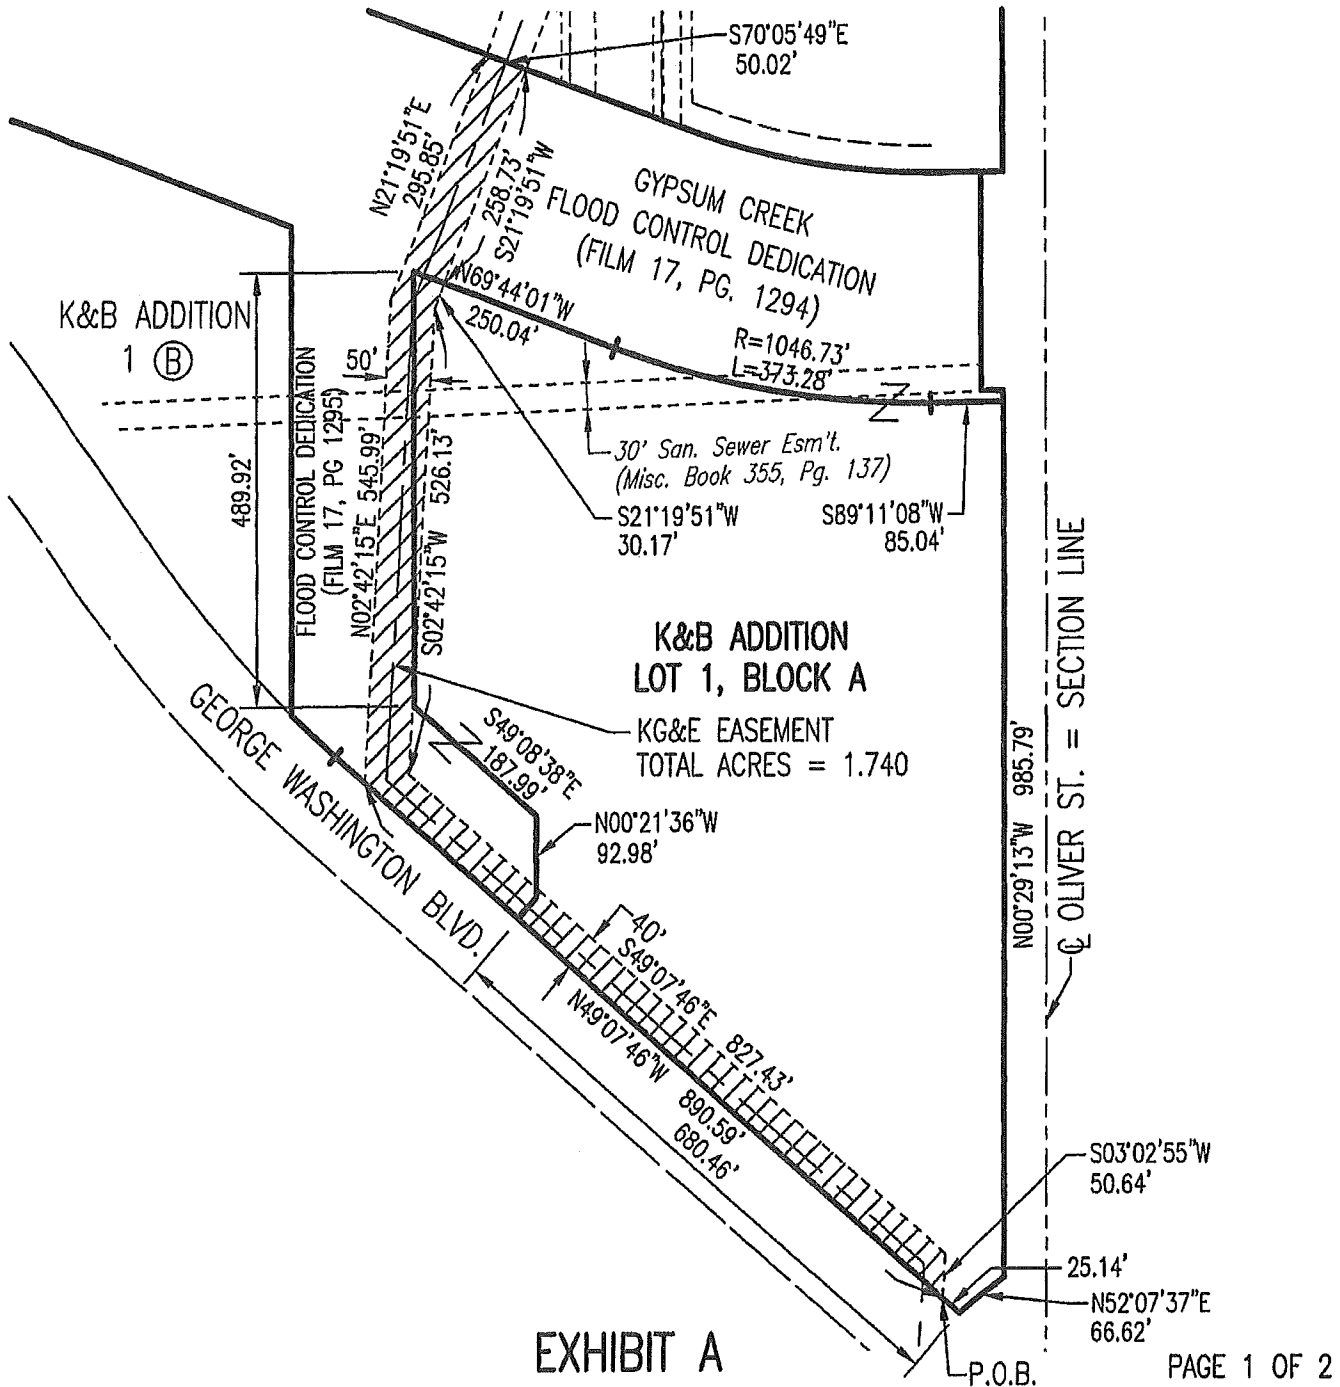 S70°05'49"E
50.02'
N21°19'51"E
295.85'
258.73'
S21°19'51"W
GYPSUM CREEK
FLOOD CONTROL DEDICATION
(FILM 17, PG. 1294)
N69°44'01"W
250.04'
K&B ADDITION
1 B
R=1046.73'
L=373.28'
50'
489.92'
FLOOD CONTROL DEDICATION
(FILM 17, PG 1295)
N02°42'15"E 545.99'
S02°42'15"W 526.13'
30' San. Sewer Esm't.
(Misc. Book 355, Pg. 137)
S21°19'51"W
30.17'
S89°11'08"W
85.04'
K&B ADDITION
LOT 1, BLOCK A
KG&E EASEMENT
TOTAL ACRES = 1.740
S49°08'38"E
187.99'
N00°21'36"W
92.98'
GEORGE WASHINGTON BLVD.
40'
S49°07'46"E 827.43'
N49°07'46"W 890.59'
680.46'
N00°29'13"W 985.79'
℄ OLIVER ST. = SECTION LINE
S03°02'55"W
50.64'
25.14'
N52°07'37"E
66.62'
P.O.B.
EXHIBIT A
PAGE 1 OF 2